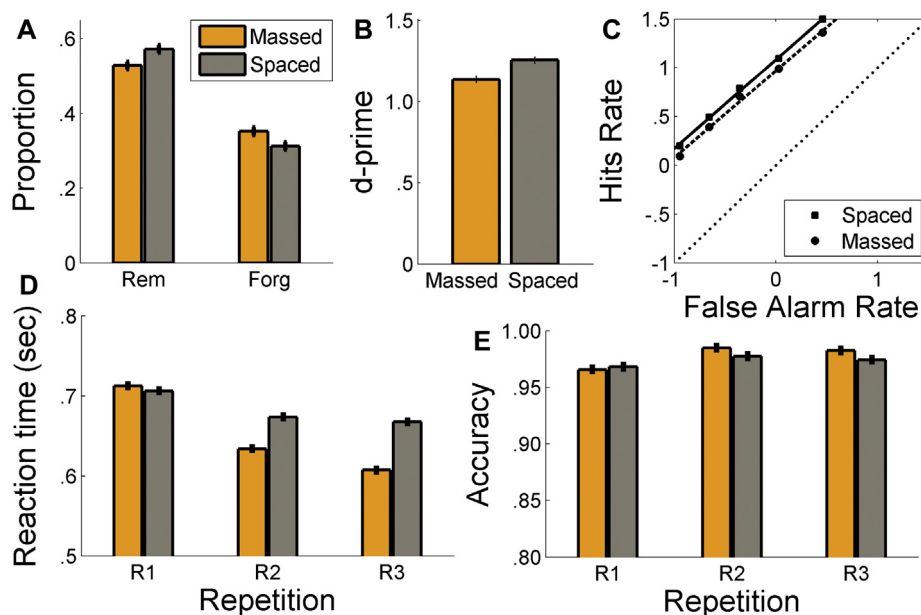 A
Proportion
.6
.4
.2
0
Rem
Forg
Massed
Spaced
B
d-prime
1.5
1.0
.5
0
Massed
Spaced
C
Hits Rate
1.5
1
.5
0
-.5
-1
-1
0
1
False Alarm Rate
Spaced
Massed
D
Reaction time (sec)
.8
.7
.6
.5
R1
R2
R3
Repetition
E
Accuracy
1.00
.95
.90
.85
.80
R1
R2
R3
Repetition